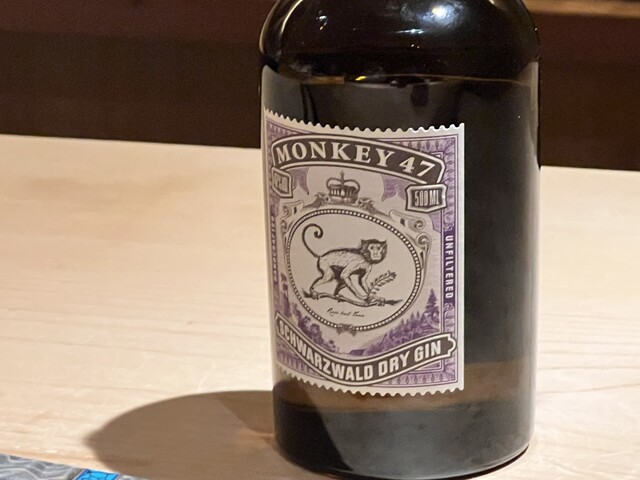 MONKEY 47
500 ML
UNFILTERED
SCHWARZWALD DRY GIN